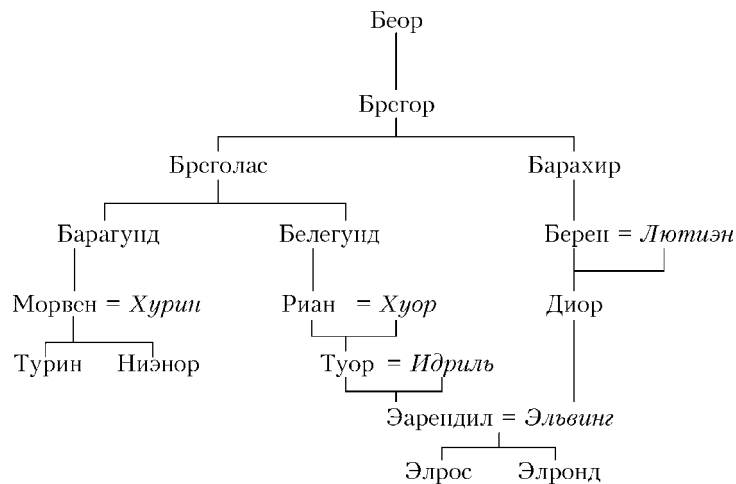 Беор
Брегор
Бреголас Барахир
Барагунд Белегунд Берен = Лютиэн
Морвен = Хурин Риан = Хуор Диор
Турин Ниэнор Туор = Идриль
Эарендил = Эльвинг
Элрос Элронд